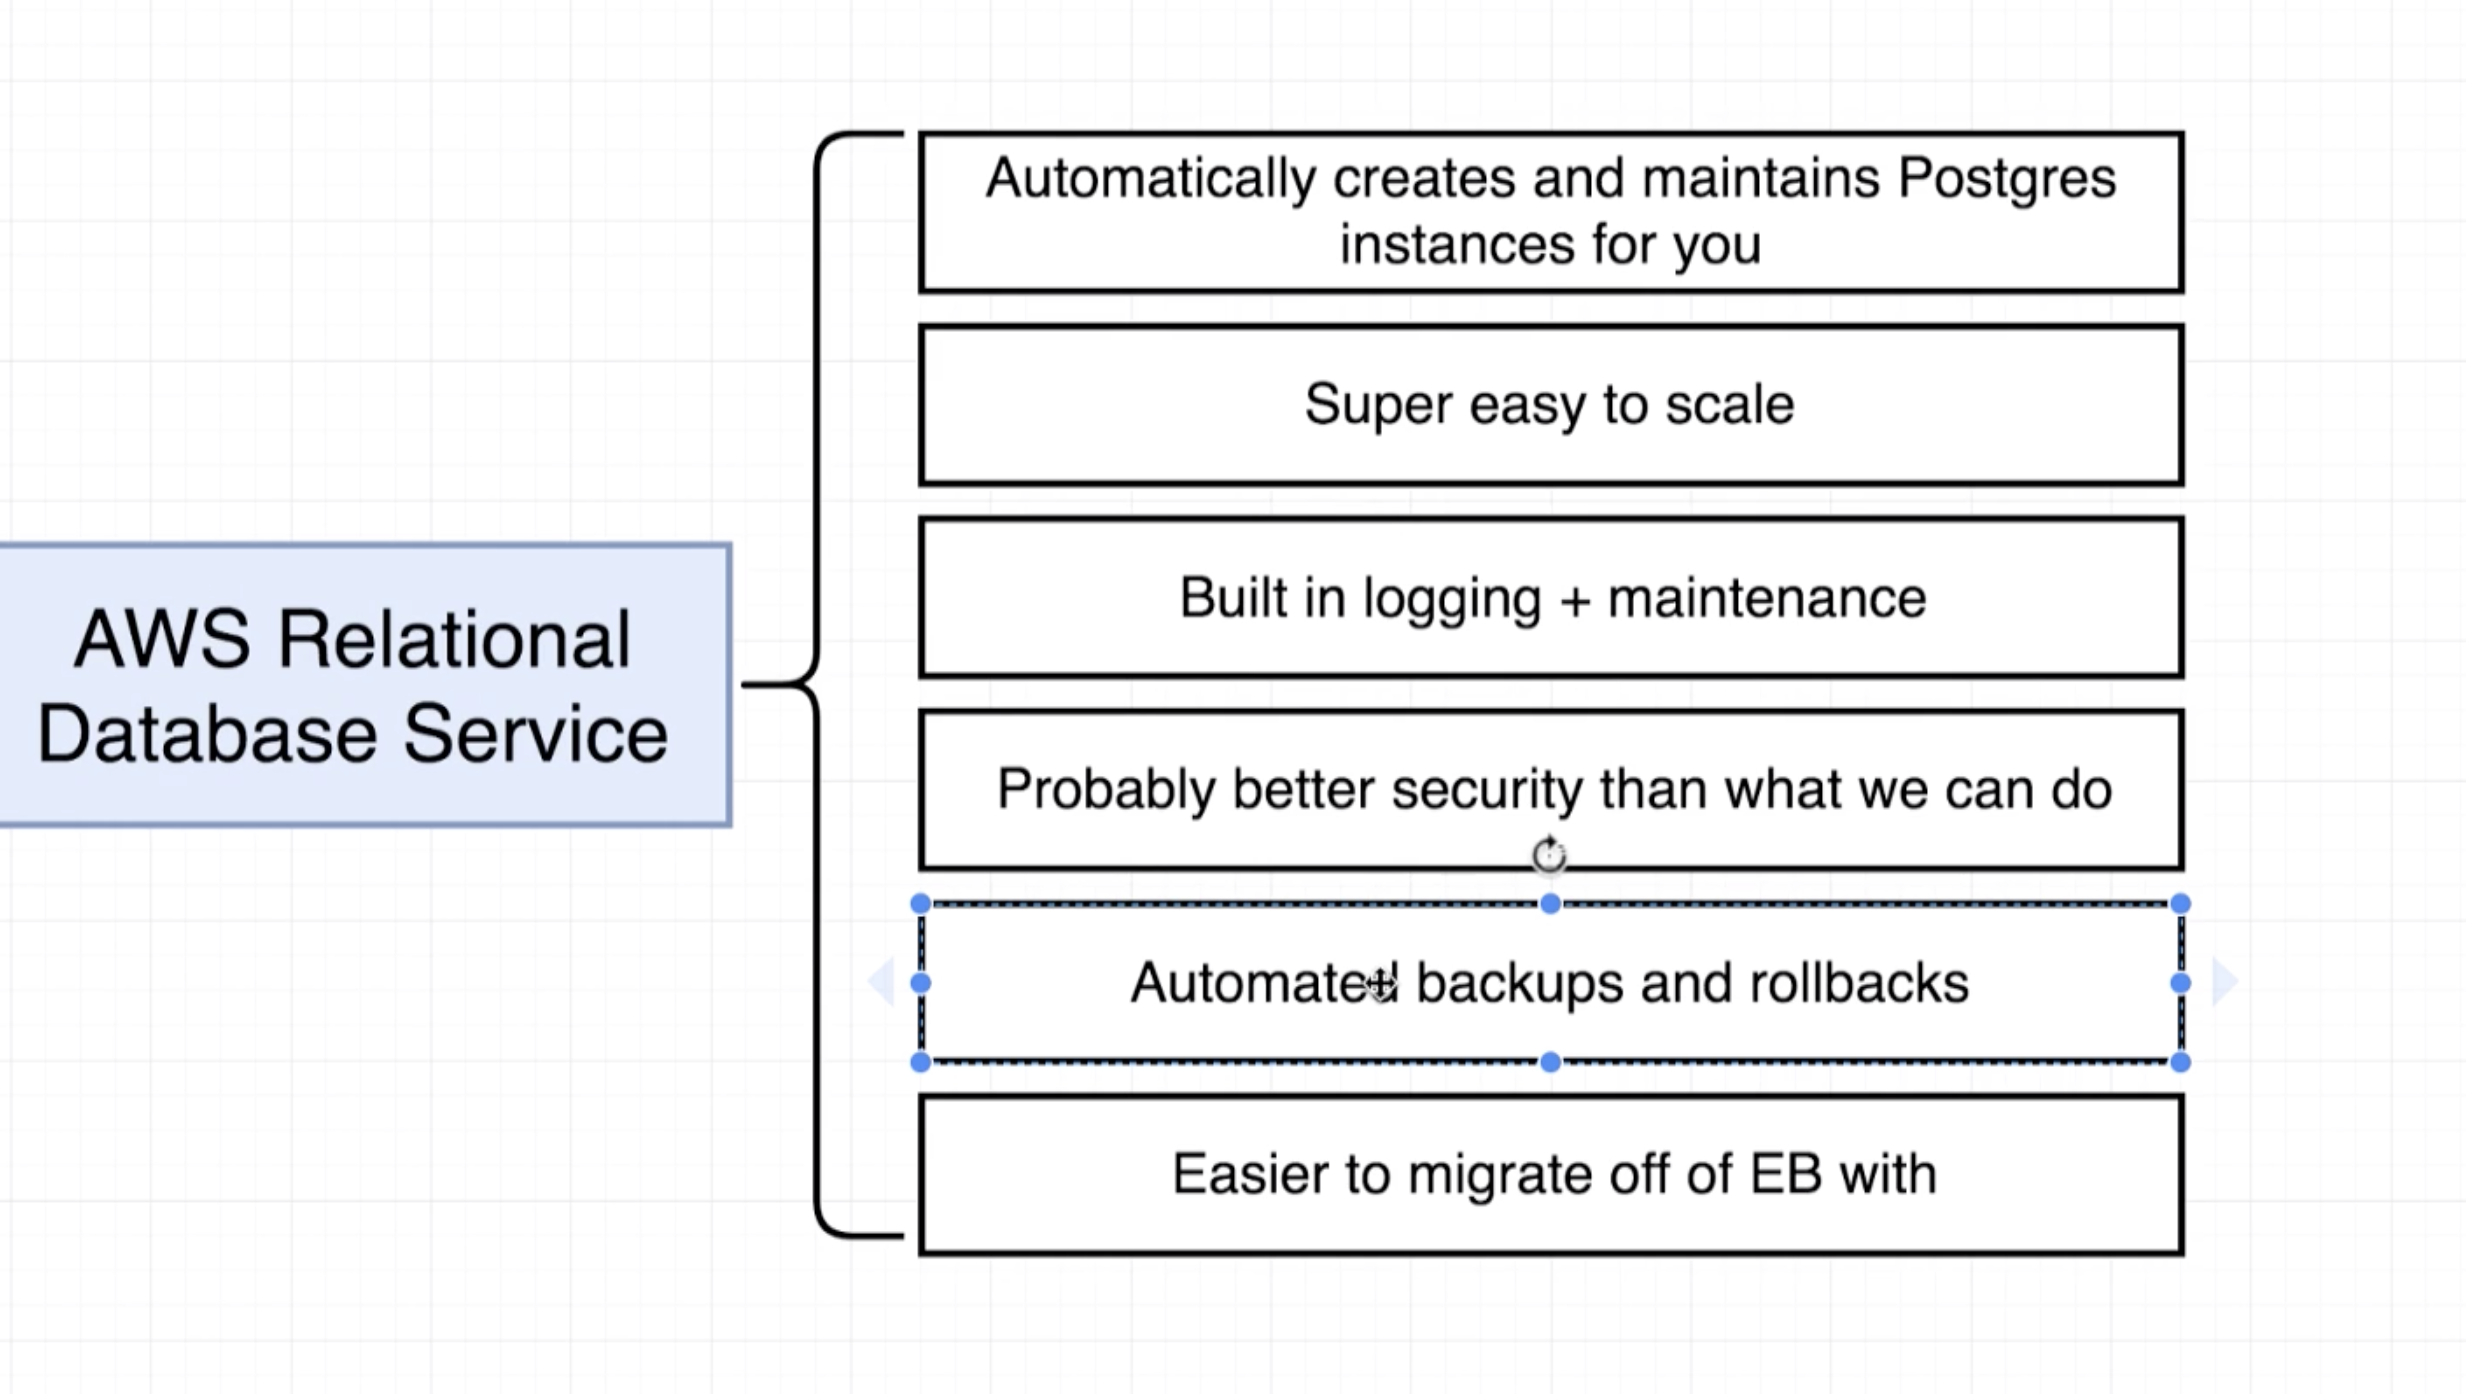 AWS Relational
Database Service
Automatically creates and maintains Postgres
instances for you
Super easy to scale
Built in logging + maintenance
Probably better security than what we can do
Automated backups and rollbacks
Easier to migrate off of EB with